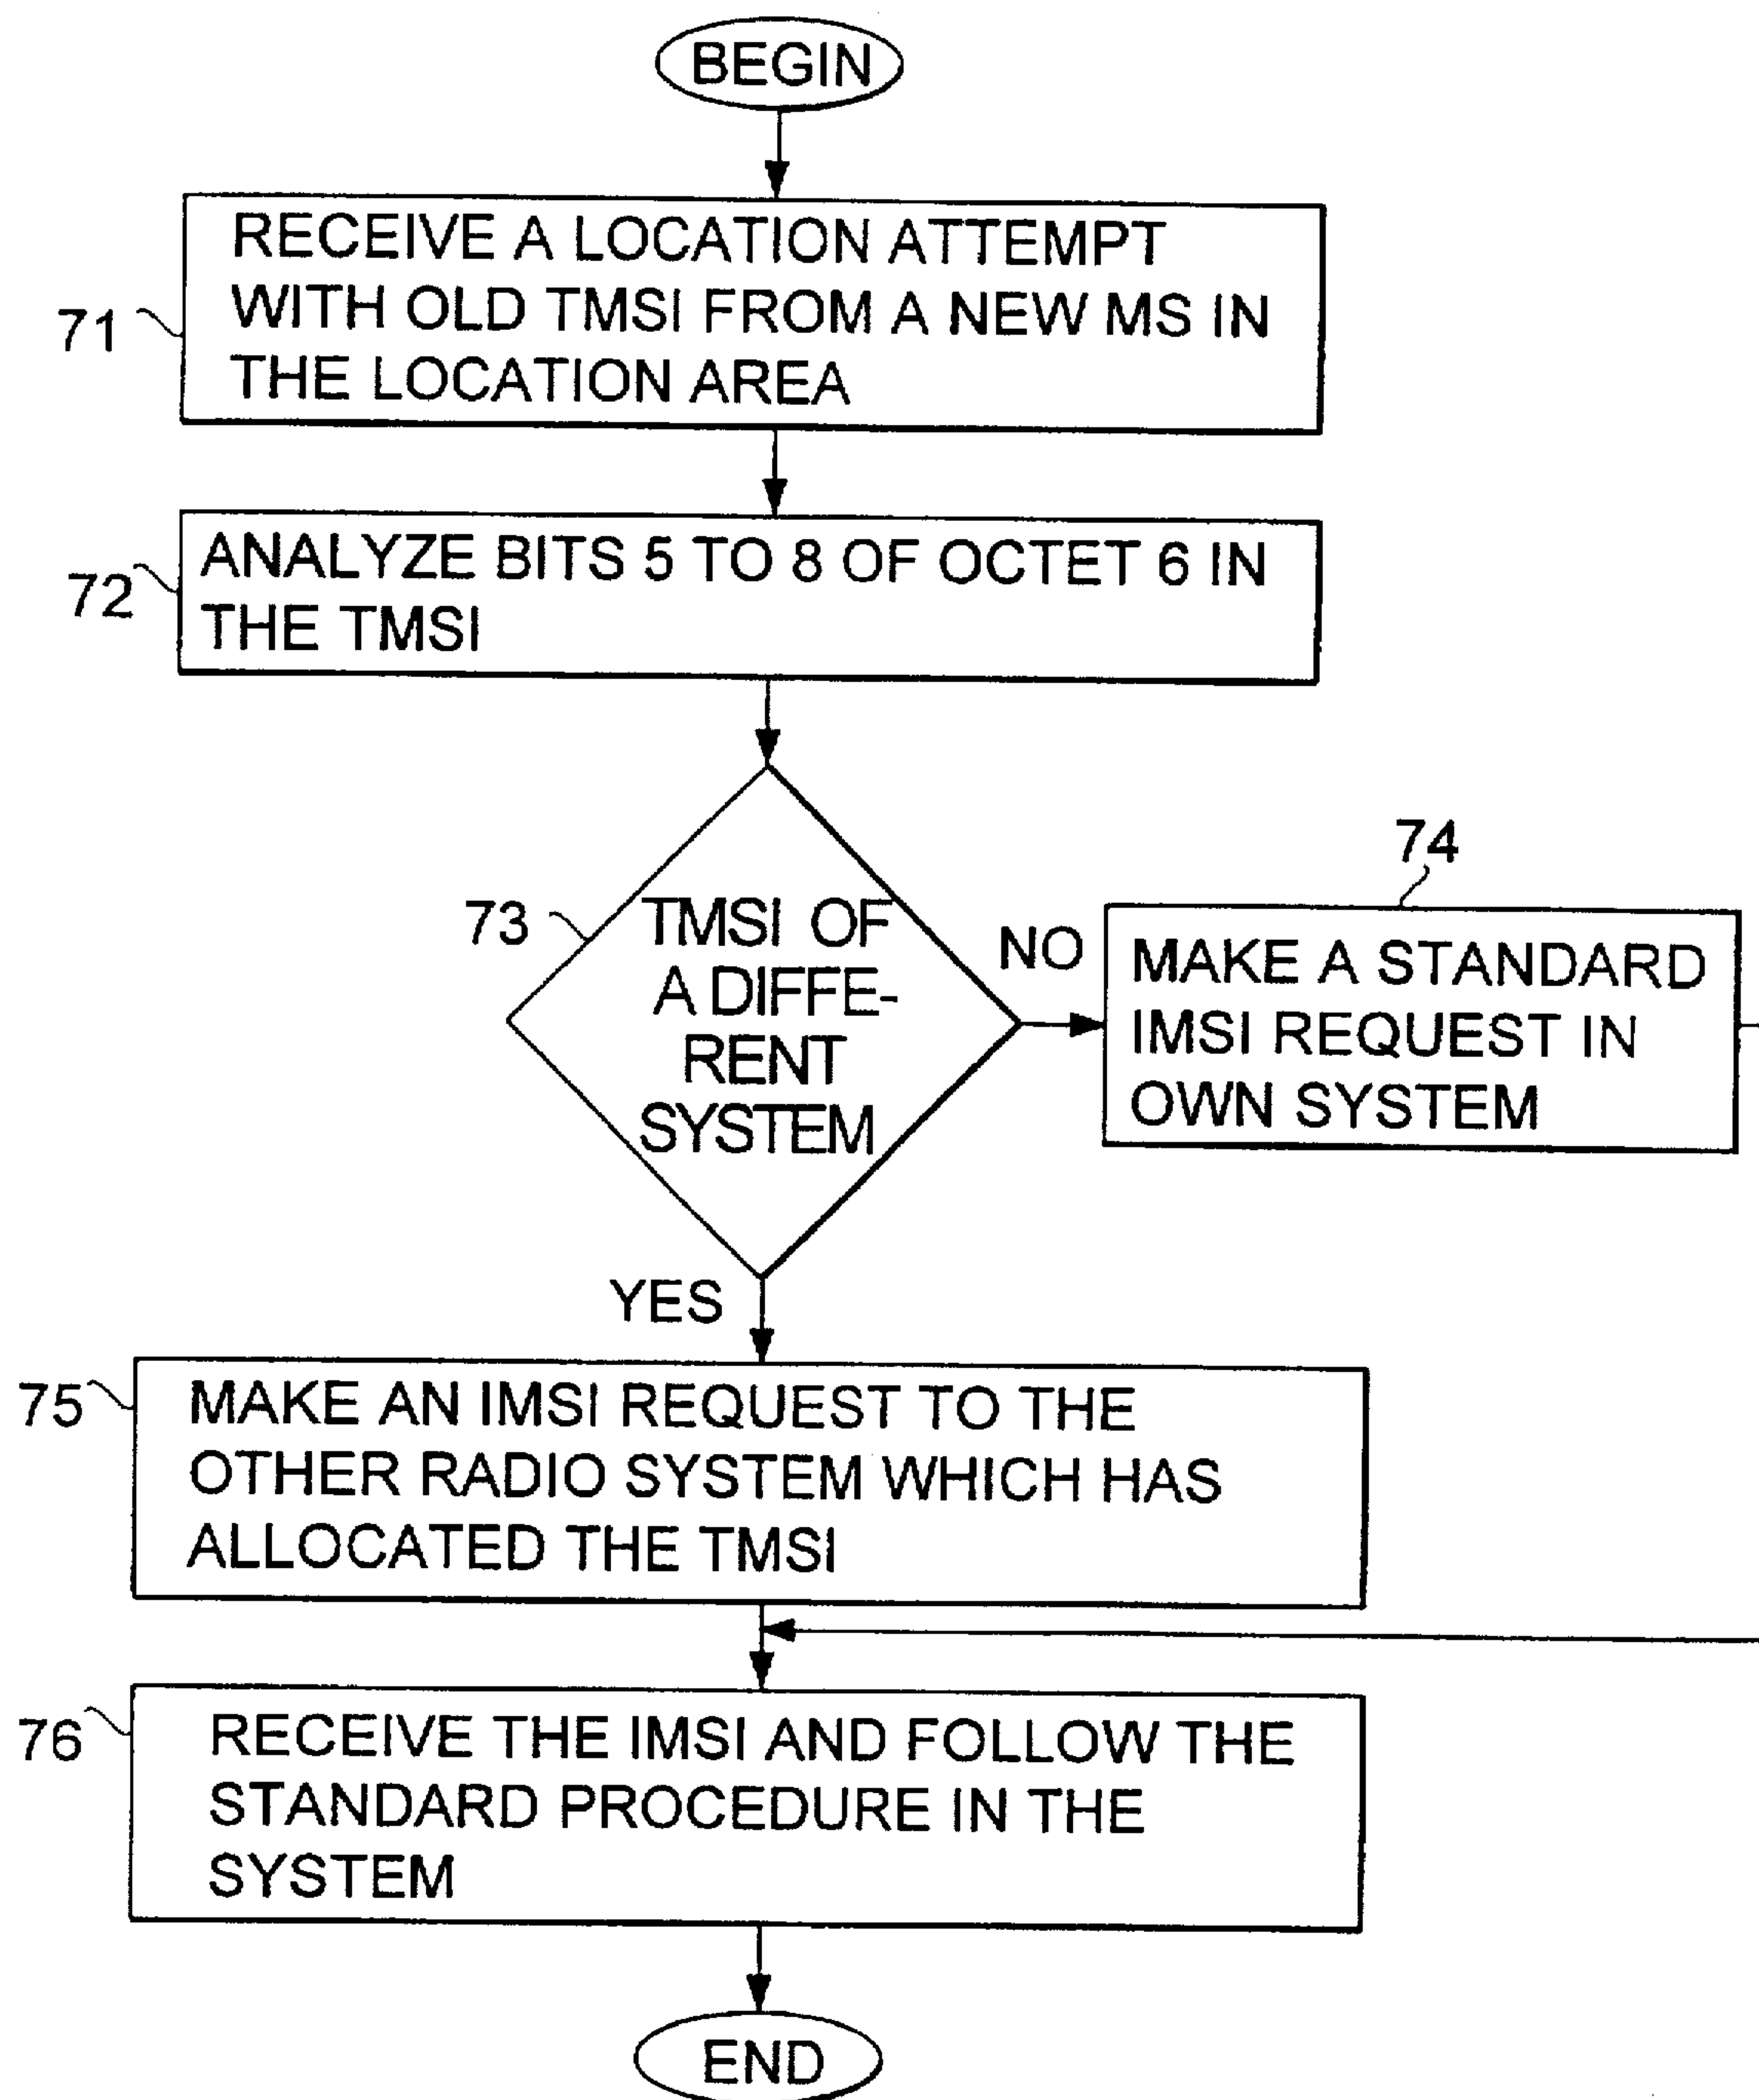 BEGIN
71
RECEIVE A LOCATION ATTEMPT
WITH OLD TMSI FROM A NEW MS IN
THE LOCATION AREA
72
ANALYZE BITS 5 TO 8 OF OCTET 6 IN
THE TMSI
73
TMSI OF
A DIFFE-
RENT
SYSTEM
NO
74
MAKE A STANDARD
IMSI REQUEST IN
OWN SYSTEM
YES
75
MAKE AN IMSI REQUEST TO THE
OTHER RADIO SYSTEM WHICH HAS
ALLOCATED THE TMSI
76
RECEIVE THE IMSI AND FOLLOW THE
STANDARD PROCEDURE IN THE
SYSTEM
END